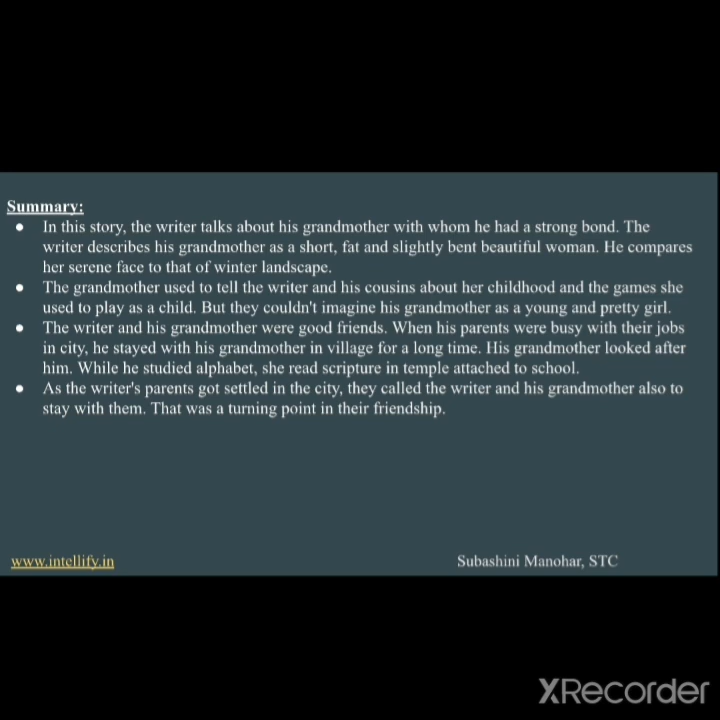 Summary:
● In this story, the writer talks about his grandmother with whom he had a strong bond. The
writer describes his grandmother as a short, fat and slightly bent beautiful woman. He compares
her serene face to that of winter landscape.
● The grandmother used to tell the writer and his cousins about her childhood and the games she
used to play as a child. But they couldn't imagine his grandmother as a young and pretty girl.
● The writer and his grandmother were good friends. When his parents were busy with their jobs
in city, he stayed with his grandmother in village for a long time. His grandmother looked after
him. While he studied alphabet, she read scripture in temple attached to school.
● As the writer's parents got settled in the city, they called the writer and his grandmother also to
stay with them. That was a turning point in their friendship.
www.intellify.in
Subashini Manohar, STC
XRecorder